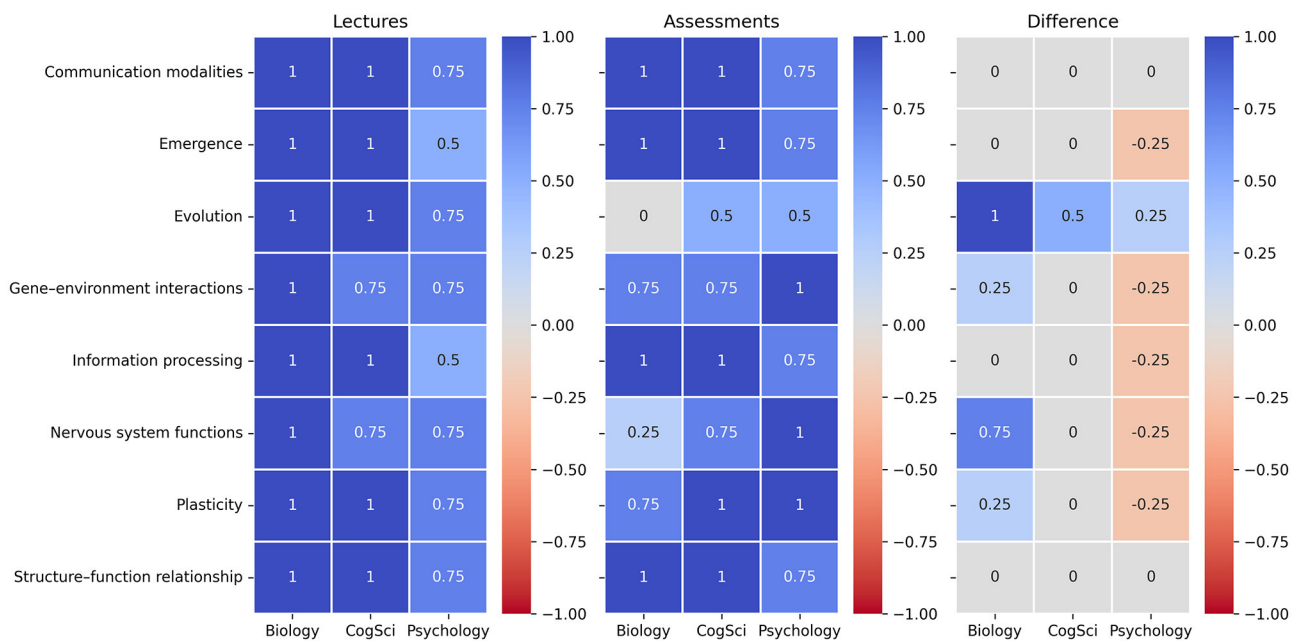 Lectures Assessments Difference
Communication modalities 1 1 0.75 1 1 0.75 0 0 0
Emergence 1 1 0.5 1 1 0.75 0 0 -0.25
Evolution 1 1 0.75 0 0.5 0.5 1 0.5 0.25
Gene–environment interactions 1 0.75 0.75 0.75 0.75 1 0.25 0 -0.25
Information processing 1 1 0.5 1 1 0.75 0 0 -0.25
Nervous system functions 1 0.75 0.75 0.25 0.75 1 0.75 0 -0.25
Plasticity 1 1 0.75 0.75 1 1 0.25 0 -0.25
Structure–function relationship 1 1 0.75 1 1 0.75 0 0 0
Biology CogSci Psychology Biology CogSci Psychology Biology CogSci Psychology
1.00 1.00 1.00
0.75 0.75 0.75
0.50 0.50 0.50
0.25 0.25 0.25
0.00 0.00 0.00
−0.25 −0.25 −0.25
−0.50 −0.50 −0.50
−0.75 −0.75 −0.75
−1.00 −1.00 −1.00